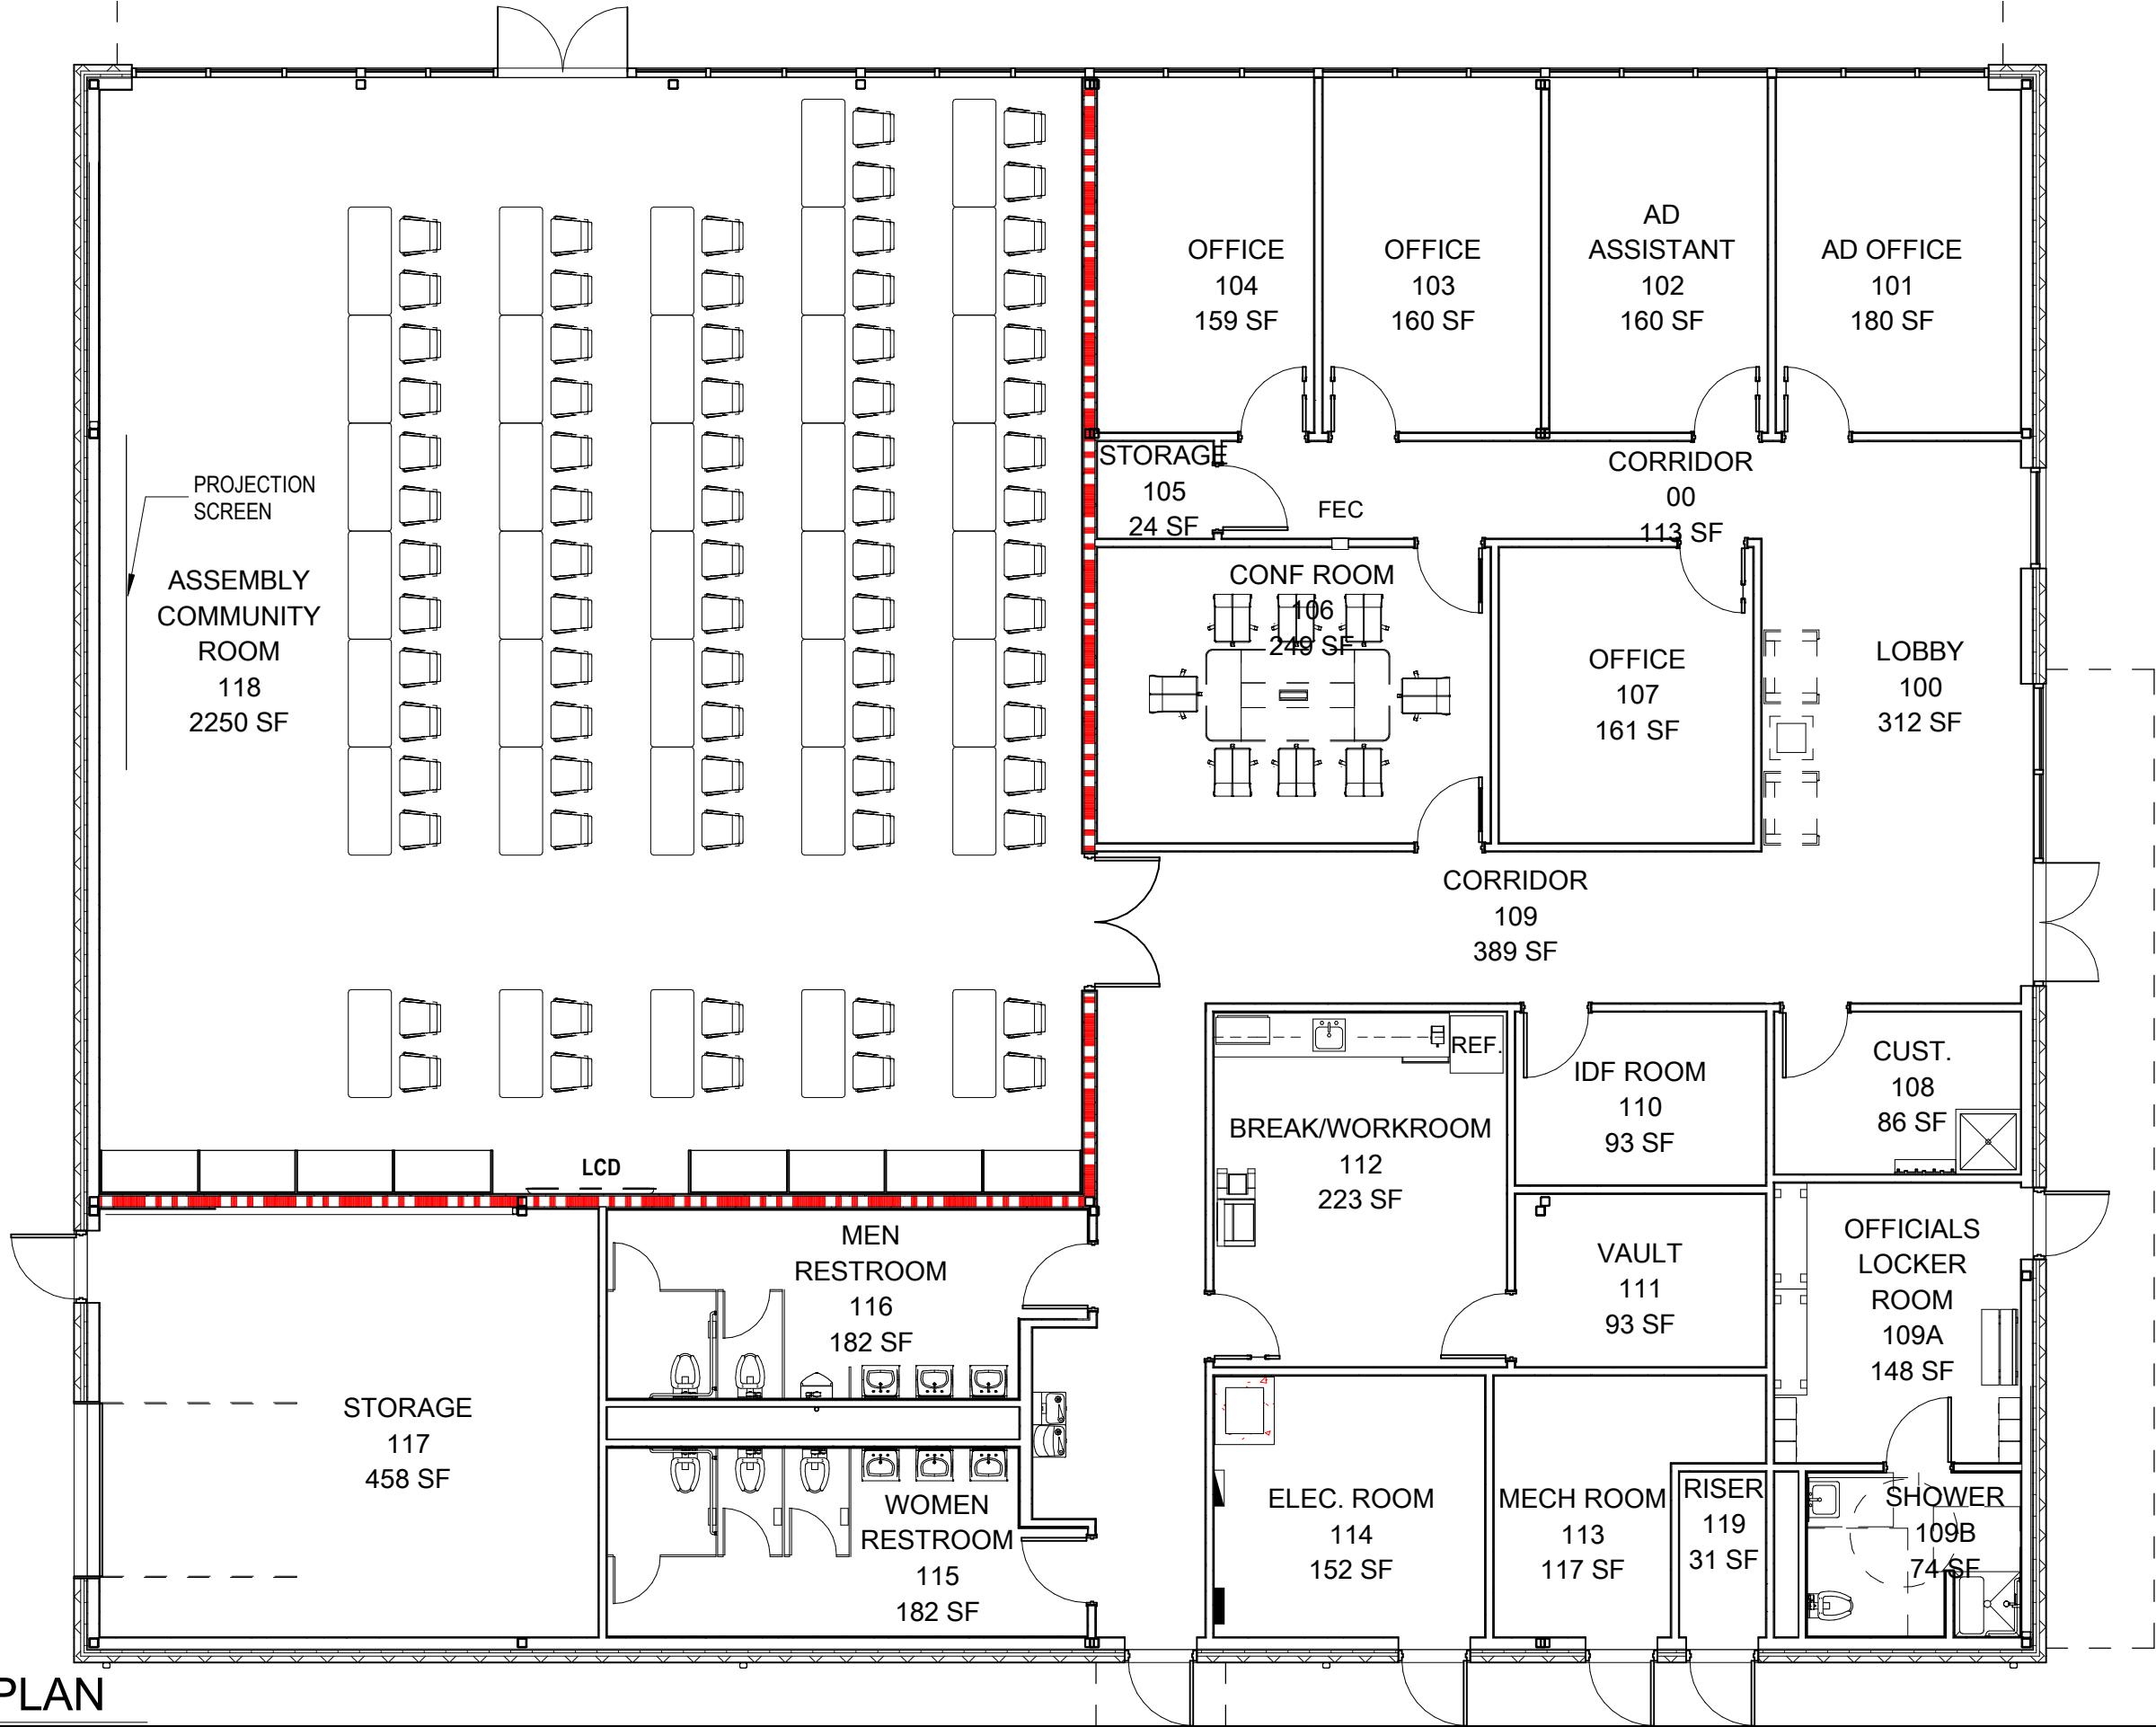 OFFICE
104
159 SF
OFFICE
103
160 SF
AD
ASSISTANT
102
160 SF
AD OFFICE
101
180 SF
STORAGE
105
24 SF
FEC
CORRIDOR
00
113 SF
PROJECTION
SCREEN
ASSEMBLY
COMMUNITY
ROOM
118
2250 SF
CONF ROOM
106
249 SF
OFFICE
107
161 SF
LOBBY
100
312 SF
CORRIDOR
109
389 SF
REF.
IDF ROOM
110
93 SF
CUST.
108
86 SF
BREAK/WORKROOM
112
223 SF
LCD
MEN
RESTROOM
116
182 SF
VAULT
111
93 SF
OFFICIALS
LOCKER
ROOM
109A
148 SF
STORAGE
117
458 SF
WOMEN
RESTROOM
115
182 SF
ELEC. ROOM
114
152 SF
MECH ROOM
113
117 SF
RISER
119
31 SF
SHOWER
109B
74 SF
PLAN